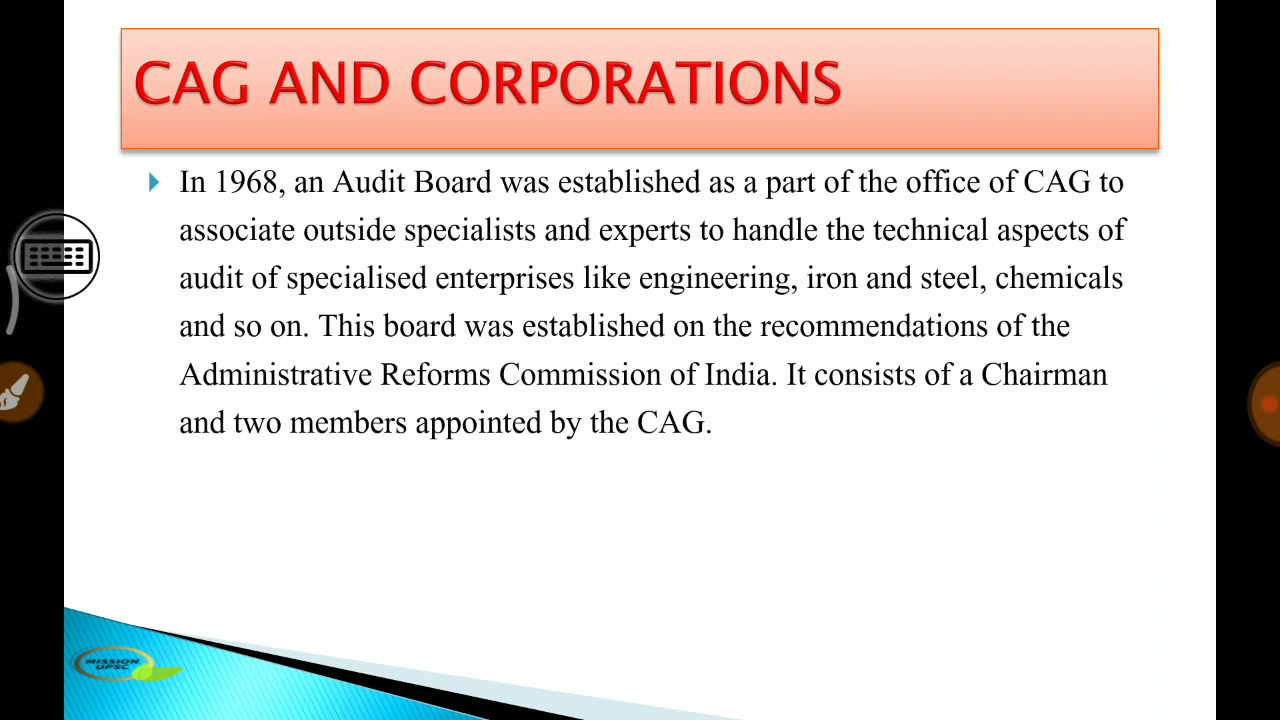 CAG AND CORPORATIONS
In 1968, an Audit Board was established as a part of the office of CAG to
associate outside specialists and experts to handle the technical aspects of
audit of specialised enterprises like engineering, iron and steel, chemicals
and so on. This board was established on the recommendations of the
Administrative Reforms Commission of India. It consists of a Chairman
and two members appointed by the CAG.
MISSION
UPSC